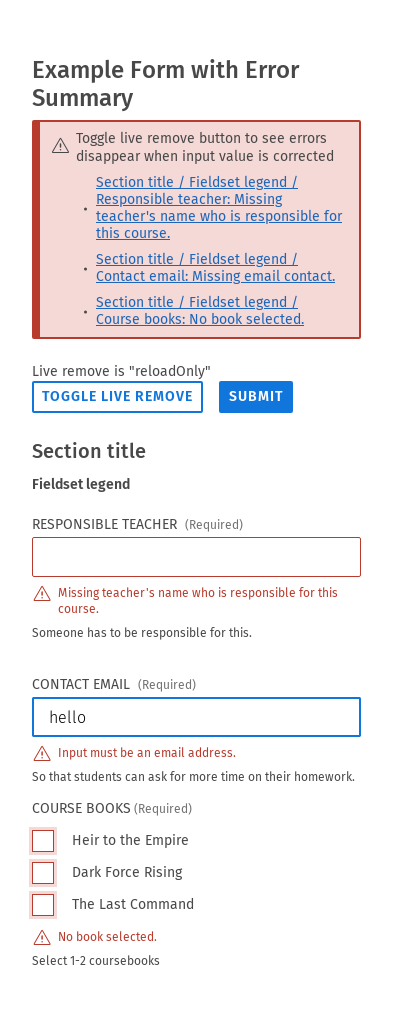 Example Form with Error
Summary
Toggle live remove button to see errors
disappear when input value is corrected
Section title / Fieldset legend /
Responsible teacher: Missing
teacher's name who is responsible for
this course.
Section title / Fieldset legend /
Contact email: Missing email contact.
Section title / Fieldset legend /
Course books: No book selected.
Live remove is "reloadOnly"
TOGGLE LIVE REMOVE SUBMIT
Section title
Fieldset legend
RESPONSIBLE TEACHER (Required)
Missing teacher's name who is responsible for this
course.
Someone has to be responsible for this.
CONTACT EMAIL (Required)
hello
Input must be an email address.
So that students can ask for more time on their homework.
COURSE BOOKS (Required)
Heir to the Empire
Dark Force Rising
The Last Command
No book selected.
Select 1-2 coursebooks